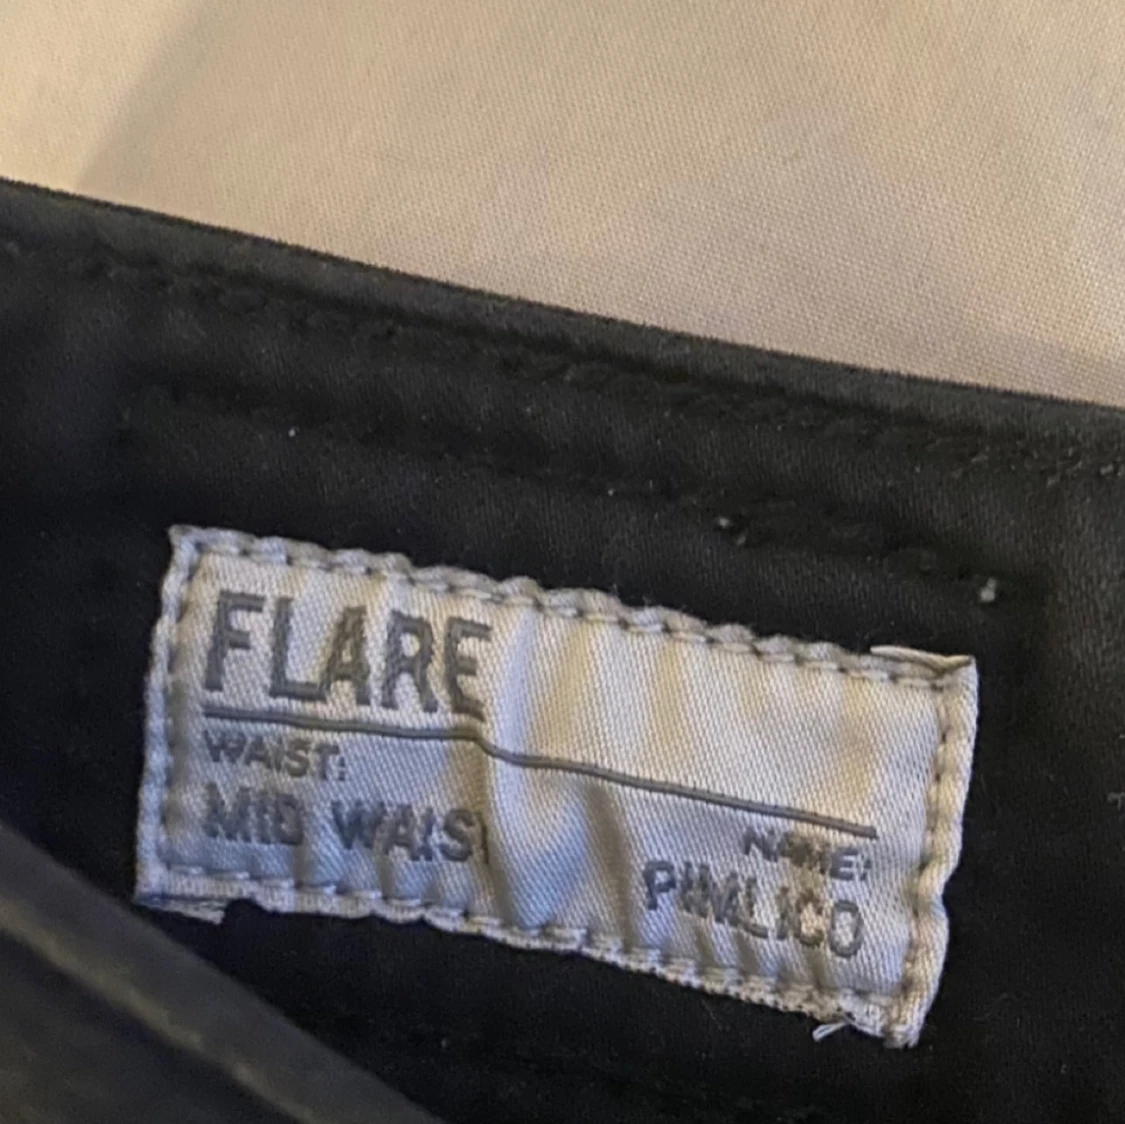 FLARE
WAIST:
MID WAIST
NAME:
PIMLICO